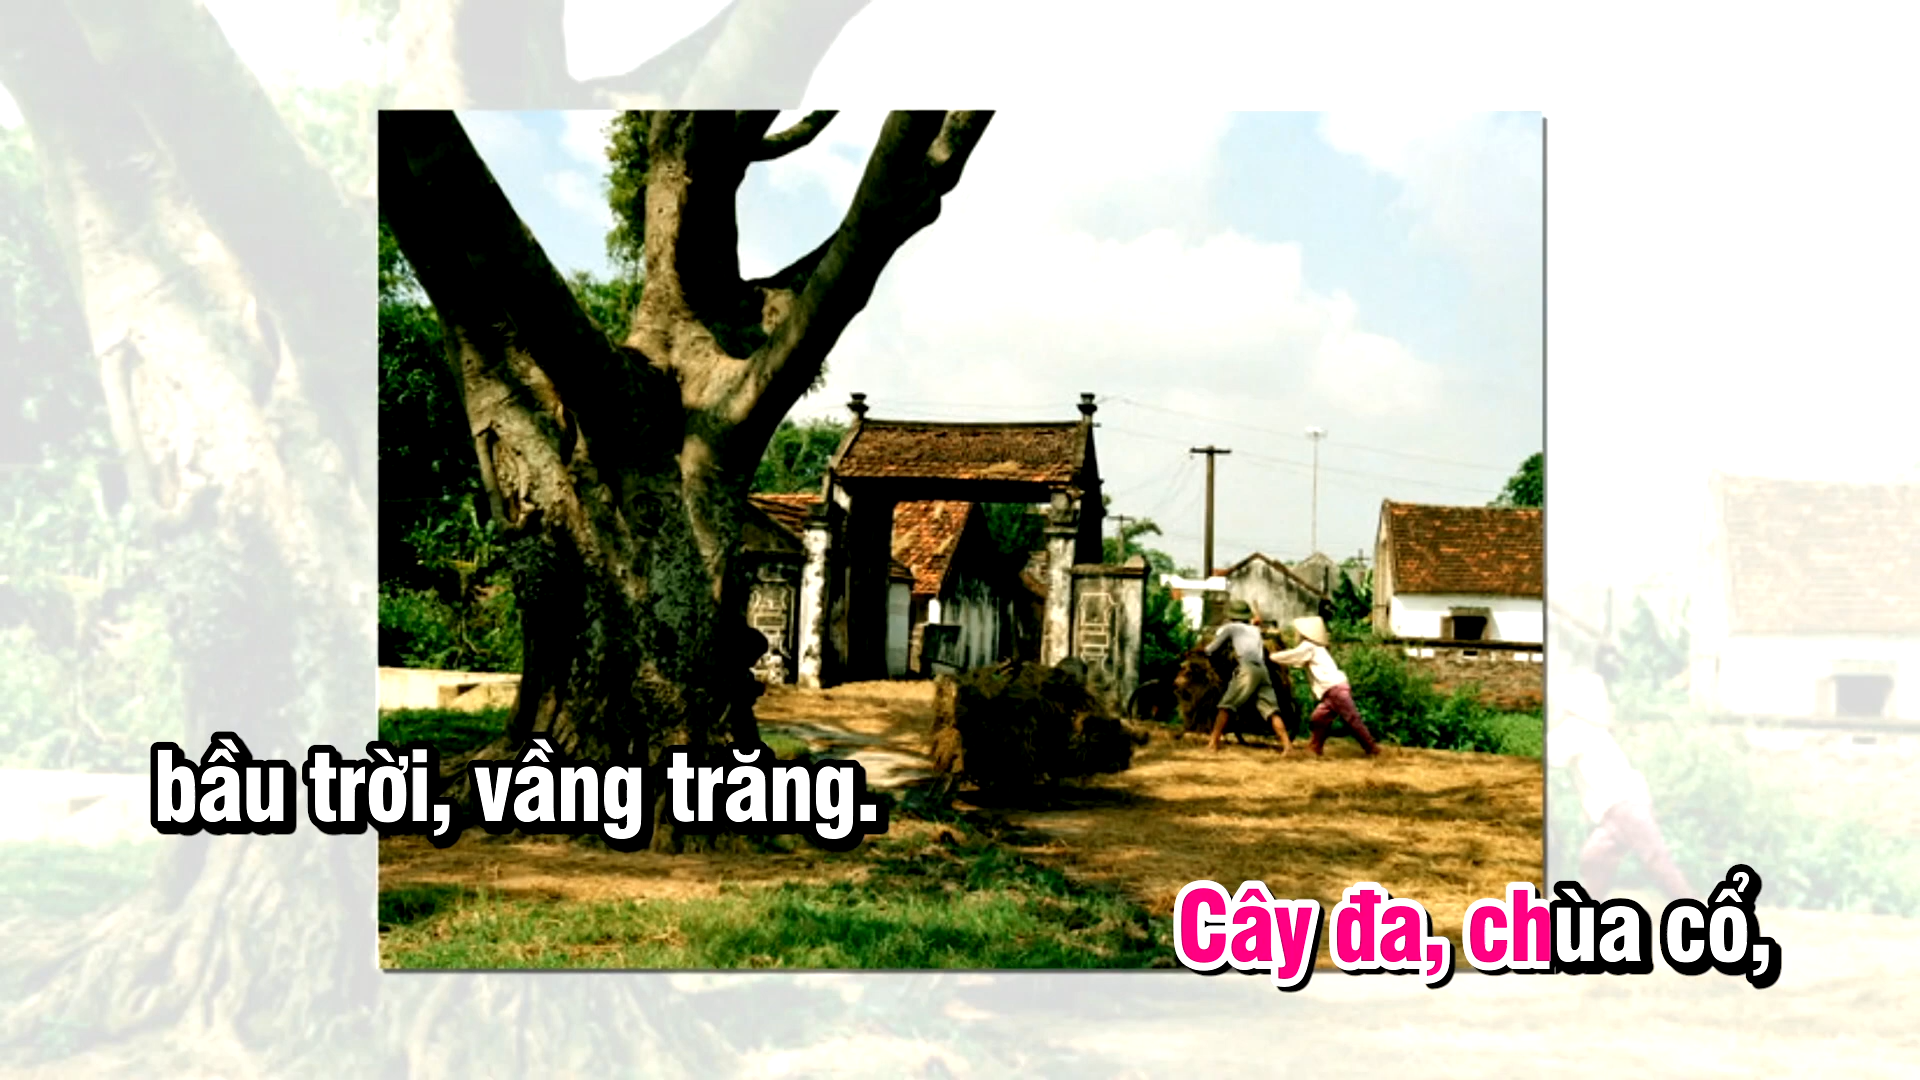 bầu trời, vầng trăng.
Cây đa, chùa cổ,